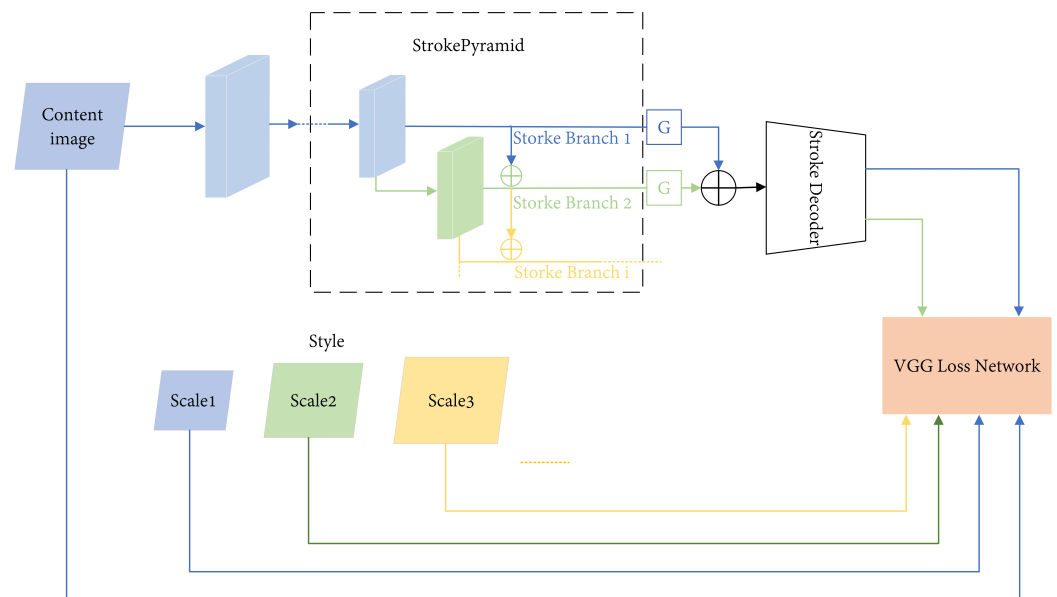 StrokePyramid
Content
image
Storke Branch 1
G
Storke Branch 2
G
Storke Branch i
Stroke Decoder
VGG Loss Network
Style
Scale1
Scale2
Scale3